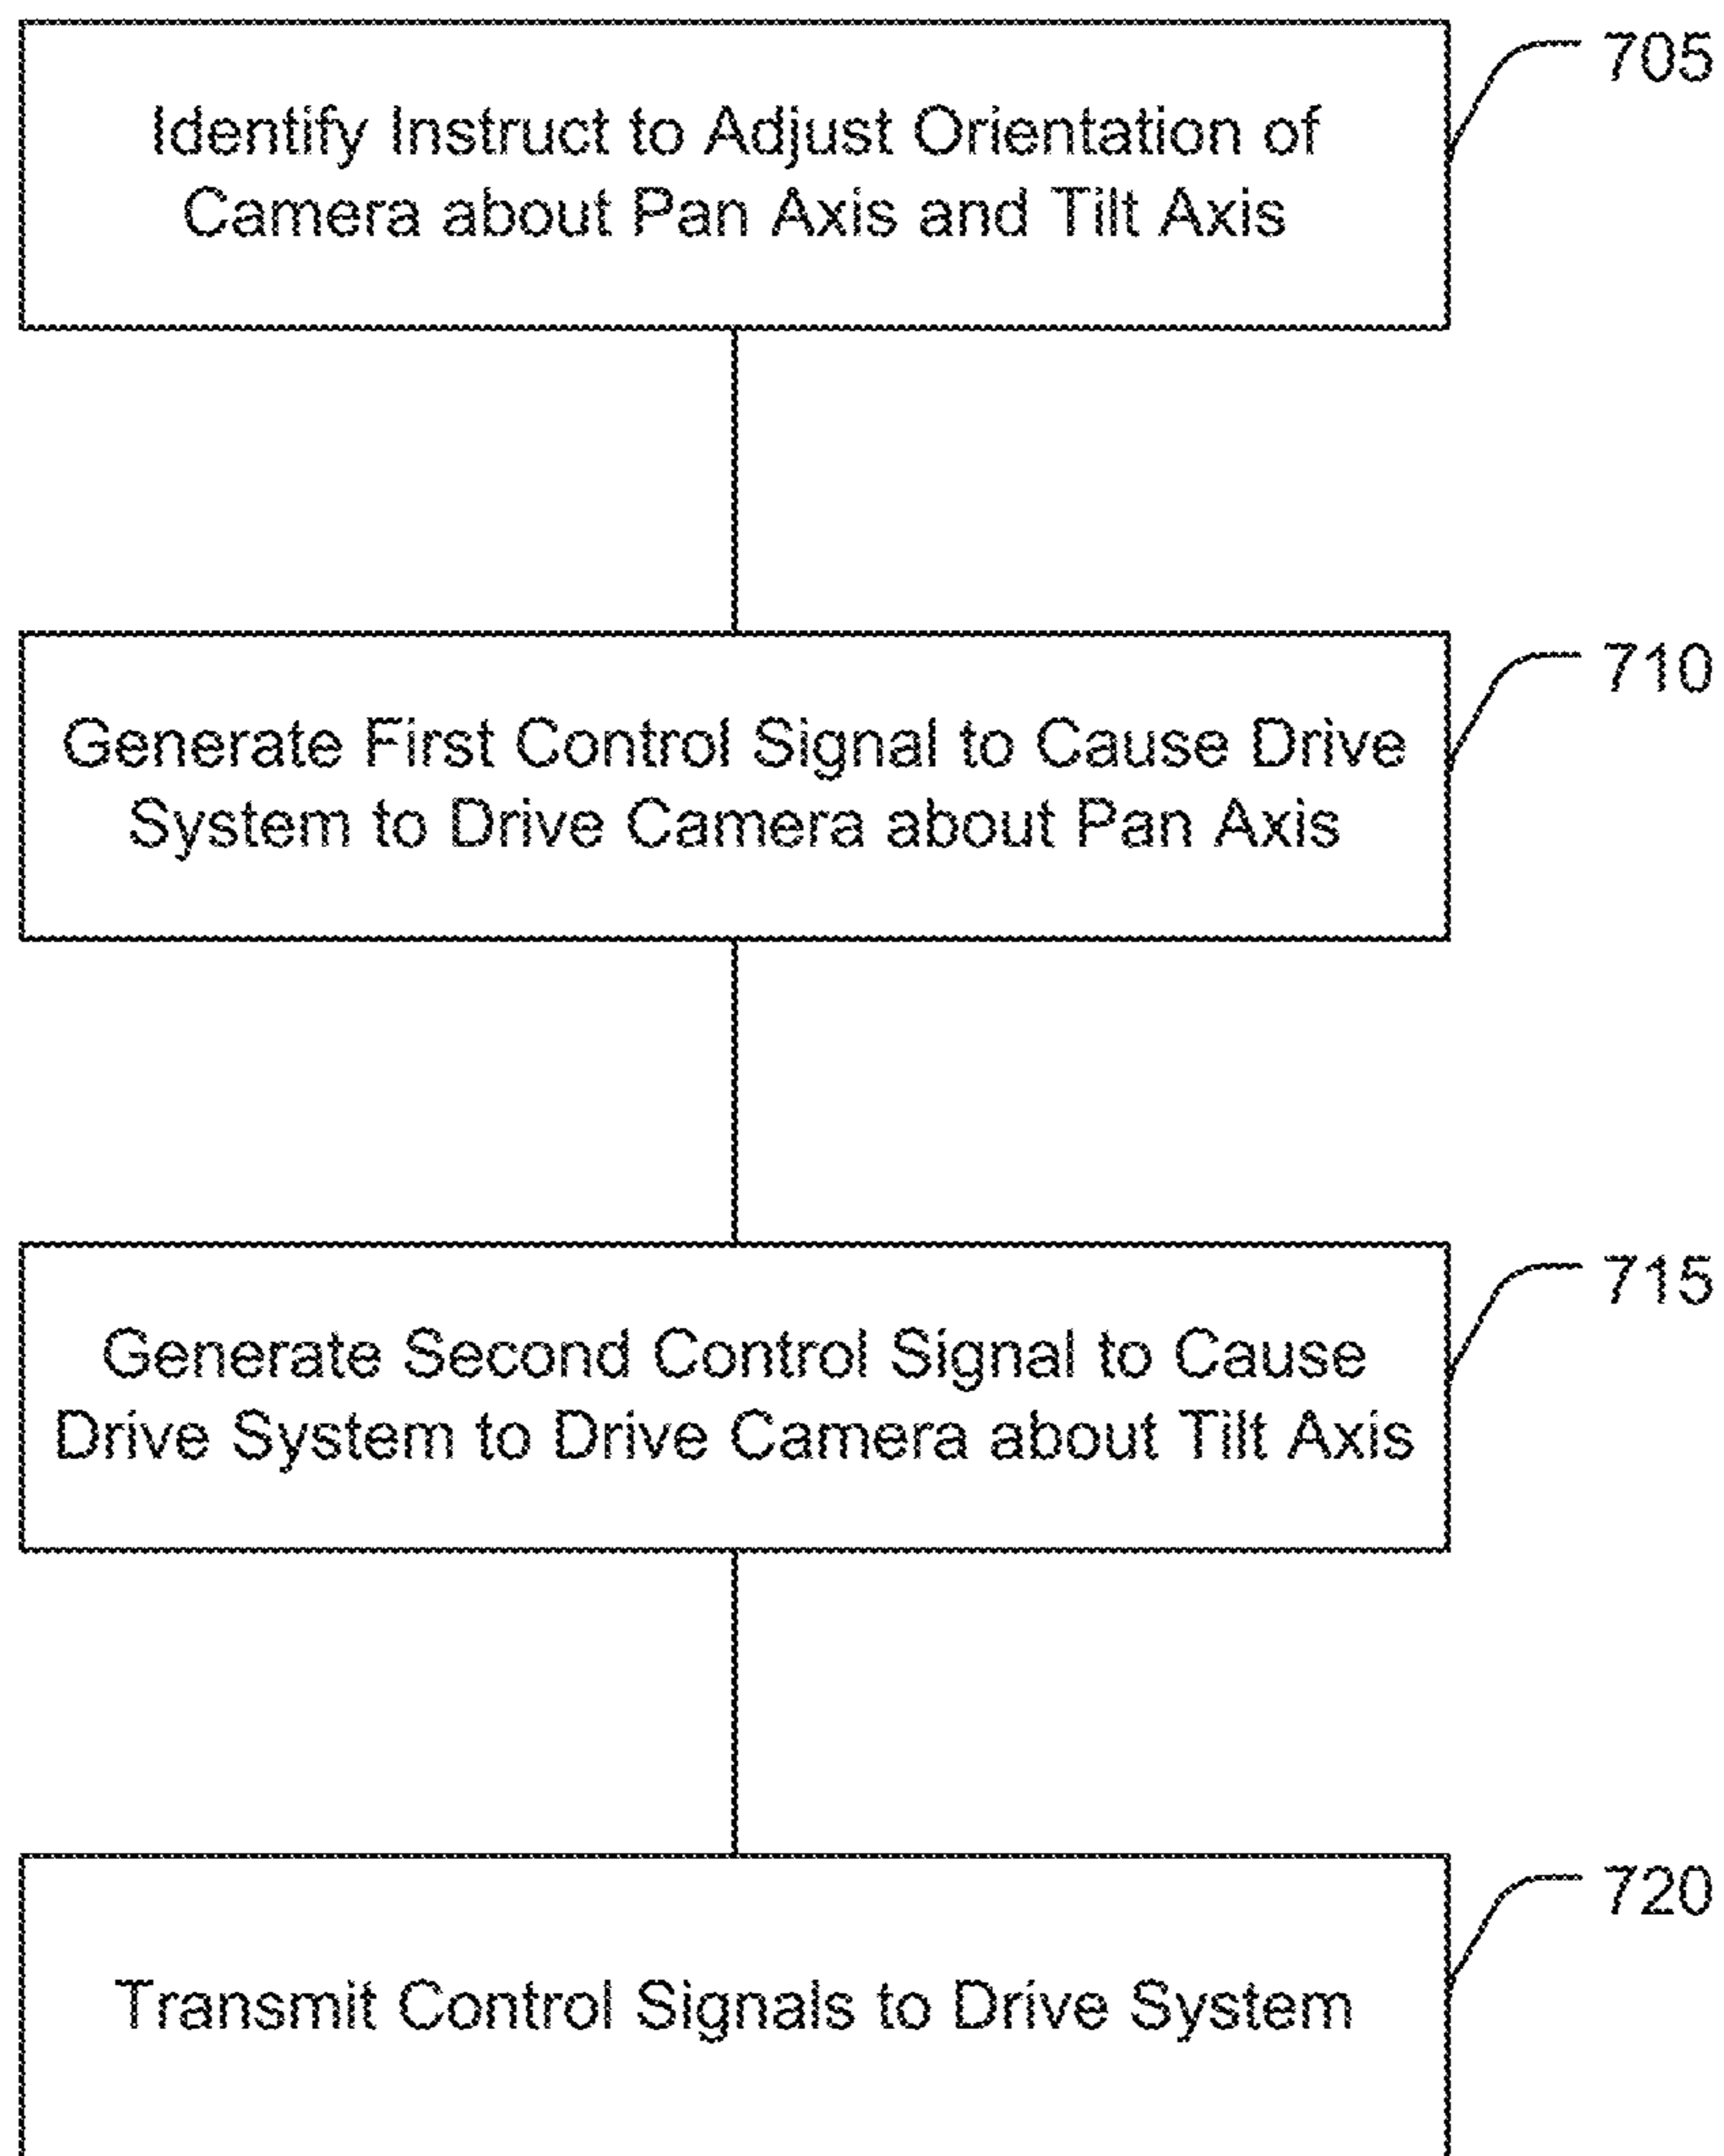 705
Identify Instruct to Adjust Orientation of
Camera about Pan Axis and Tilt Axis
710
Generate First Control Signal to Cause Drive
System to Drive Camera about Pan Axis
715
Generate Second Control Signal to Cause
Drive System to Drive Camera about Tilt Axis
720
Transmit Control Signals to Drive System